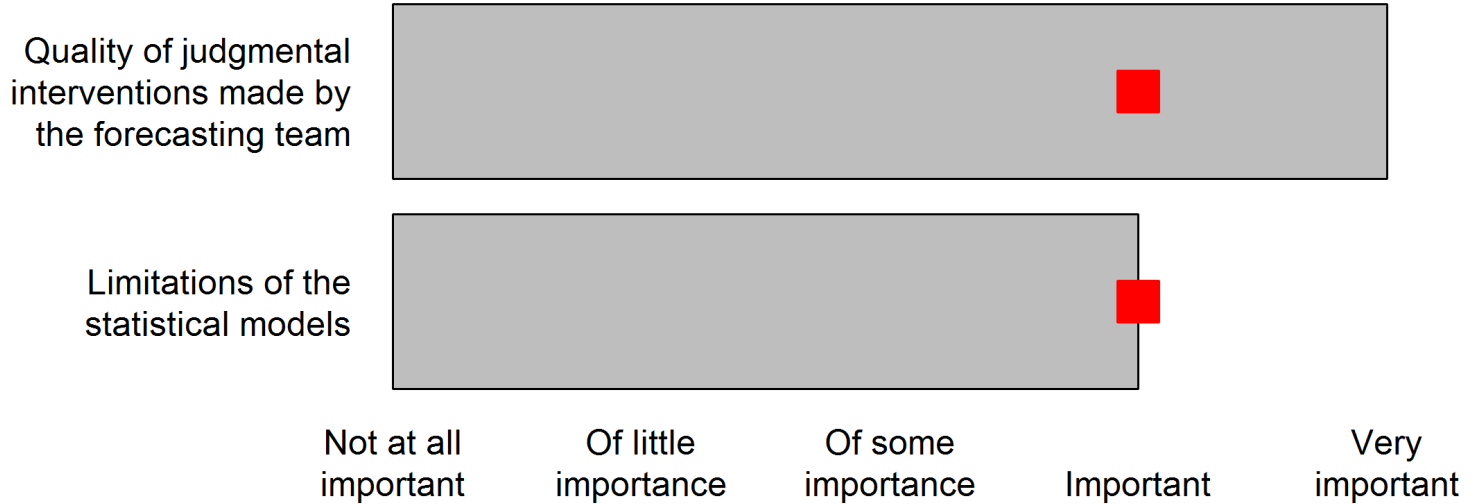 Quality of judgmental
interventions made by
the forecasting team
Limitations of the
statistical models
Not at all
important
Of little
importance
Of some
importance
Important
Very
important